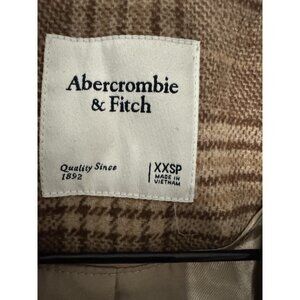 Abercrombie
& Fitch
Quality Since
1892
XXSP
MADE IN
VIETNAM